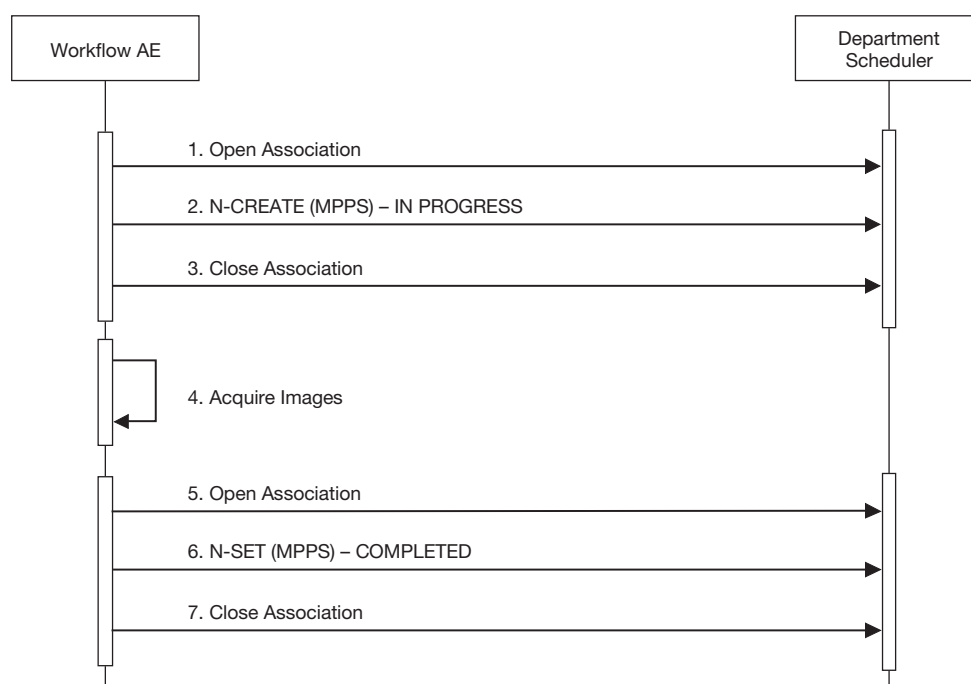 Workflow AE
Department
Scheduler
1. Open Association
2. N-CREATE (MPPS) – IN PROGRESS
3. Close Association
4. Acquire Images
5. Open Association
6. N-SET (MPPS) – COMPLETED
7. Close Association